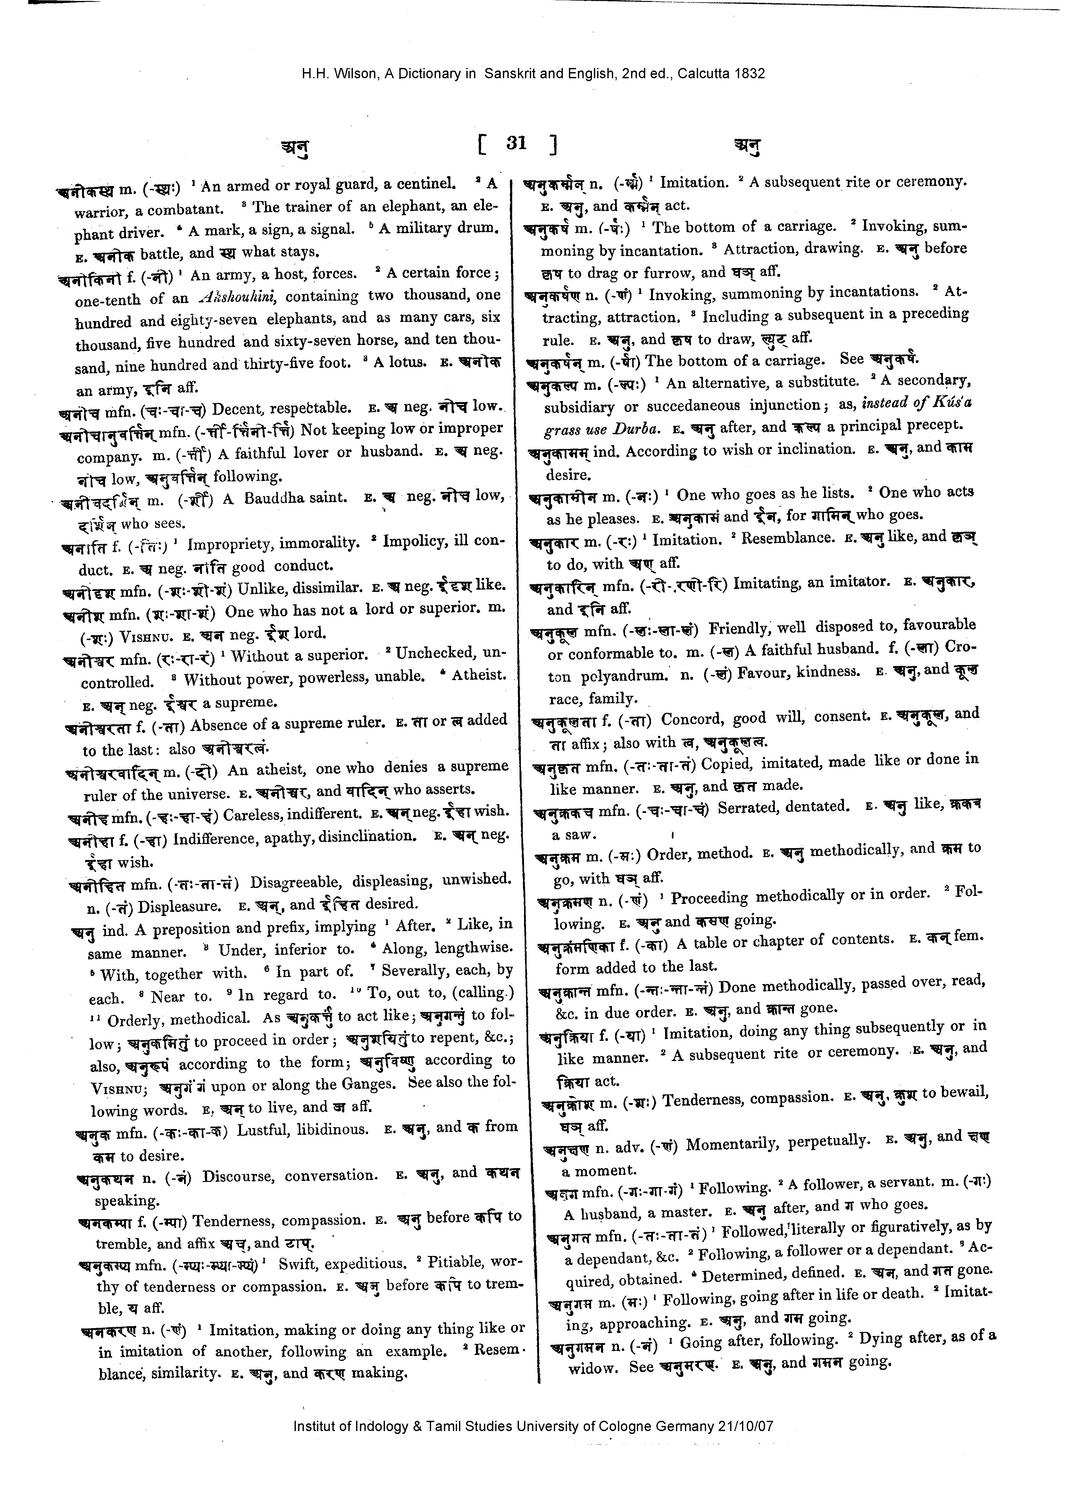 H.H. Wilson, A Dictionary in Sanskrit and English, 2nd ed., Calcutta 1832
अनु [ 31 ] अनु
अनीकस्थ m. (-स्थः) ¹ An armed or royal guard, a centinel. ² A
warrior, a combatant. ³ The trainer of an elephant, an ele-
phant driver. ⁴ A mark, a sign, a signal. ⁵ A military drum.
E. अनीक battle, and स्थ what stays.
अनीकिनी f. (-नी) ¹ An army, a host, forces. ² A certain force;
one-tenth of an Akshouhini, containing two thousand, one
hundred and eighty-seven elephants, and as many cars, six
thousand, five hundred and sixty-seven horse, and ten thou-
sand, nine hundred and thirty-five foot. ³ A lotus. E. अनीक
an army, इनि aff.
अनीच mfn. (चः-चा-च) Decent, respectable. E. अ neg. नीच low.
अनीचानुवर्त्तिन् mfn. (-र्त्ती-र्त्तिनी-र्त्ति) Not keeping low or improper
company. m. (-र्त्ती) A faithful lover or husband. E. अ neg.
नीच low, अनुवर्त्तिन् following.
अनीचदर्शिन् m. (-र्शी) A Bauddha saint. E. अ neg. नीच low,
दर्शिन् who sees.
अनीति f. (-तिः) ¹ Impropriety, immorality. ² Impolicy, ill con-
duct. E. अ neg. नीति good conduct.
अनीदृश् mfn. (-शः-शी-शं) Unlike, dissimilar. E. अ neg. ईदृश like.
अनीश mfn. (शः-शा-शं) One who has not a lord or superior. m.
(-शः) VISHNU. E. अन neg. ईश lord.
अनीश्वर mfn. (रः-रा-रं) ¹ Without a superior. ² Unchecked, un-
controlled. ³ Without power, powerless, unable. ⁴ Atheist.
E. अन् neg. ईश्वर a supreme.
अनीश्वरता f. (-ता) Absence of a supreme ruler. E. ता or त्व added
to the last: also अनीश्वरत्वं.
अनीश्वरवादिन् m. (-दी) An atheist, one who denies a supreme
ruler of the universe. E. अनीश्वर, and वादिन् who asserts.
अनीह mfn. (-हः-हा-हं) Careless, indifferent. E. अन् neg. ईहा wish.
अनीहा f. (-हा) Indifference, apathy, disinclination. E. अन् neg.
ईहा wish.
अनीहित mfn. (-तः-ता-तं) Disagreeable, displeasing, unwished.
n. (-तं) Displeasure. E. अन्, and ईहित desired.
अनु ind. A preposition and prefix, implying ¹ After. ² Like, in
same manner. ³ Under, inferior to. ⁴ Along, lengthwise.
⁵ With, together with. ⁶ In part of. ⁷ Severally, each, by
each. ⁸ Near to. ⁹ In regard to. ¹⁰ To, out to, (calling.)
¹¹ Orderly, methodical. As अनुकर्त्तुं to act like; अनुगन्तुं to fol-
low; अनुक्रमितुं to proceed in order; अनुशयितुं to repent, &c.;
also, अनुरूपं according to the form; अनुविष्णु according to
VISHNU; अनुगंगं upon or along the Ganges. See also the fol-
lowing words. E. अन् to live, and उ aff.
अनुक mfn. (-कः-का-कं) Lustful, libidinous. E. अनु, and क from
कम to desire.
अनुकथन n. (-नं) Discourse, conversation. E. अनु, and कथन
speaking.
अनुकम्पा f. (-म्पा) Tenderness, compassion. E. अनु before कपि to
tremble, and affix अच्, and टाप्.
अनुकम्प्य mfn. (-म्प्यः-म्प्या-म्प्यं) ¹ Swift, expeditious. ² Pitiable, wor-
thy of tenderness or compassion. E. अनु before कपि to trem-
ble, य aff.
अनुकरण n. (-णं) ¹ Imitation, making or doing any thing like or
in imitation of another, following an example. ² Resem-
blance, similarity. E. अनु, and करण making.
अनुकर्म्मन् n. (-र्म्म) ¹ Imitation. ² A subsequent rite or ceremony.
E. अनु, and कर्म्मन् act.
अनुकर्ष m. (-र्षः) ¹ The bottom of a carriage. ² Invoking, sum-
moning by incantation. ³ Attraction, drawing. E. अनु before
कृष to drag or furrow, and घञ् aff.
अनुकर्षण n. (-णं) ¹ Invoking, summoning by incantations. ² At-
tracting, attraction. ³ Including a subsequent in a preceding
rule. E. अनु, and कृष to draw, ल्युट् aff.
अनुकर्षन् m. (-र्षा) The bottom of a carriage. See अनुकर्ष.
अनुकल्प m. (-ल्पः) ¹ An alternative, a substitute. ² A secondary,
subsidiary or succedaneous injunction; as, instead of Kúśa
grass use Durba. E. अनु after, and कल्प a principal precept.
अनुकामम् ind. According to wish or inclination. E. अनु, and काम
desire.
अनुकामीन m. (-नः) ¹ One who goes as he lists. ² One who acts
as he pleases. E. अनुकामं and ईन, for गामिन् who goes.
अनुकार m. (-रः) ¹ Imitation. ² Resemblance. E. अनु like, and कृञ्
to do, with अण् aff.
अनुकारिन् mfn. (-री-रिणी-रि) Imitating, an imitator. E. अनुकार,
and इनि aff.
अनुकूल mfn. (-लः-ला-लं) Friendly, well disposed to, favourable
or conformable to. m. (-ल) A faithful husband. f. (-ला) Cro-
ton polyandrum. n. (-लं) Favour, kindness. E. अनु, and कूल
race, family.
अनुकूलता f. (-ता) Concord, good will, consent. E. अनुकूल, and
ता affix; also with त्व, अनुकूलत्व.
अनुकृत mfn. (-तः-ता-तं) Copied, imitated, made like or done in
like manner. E. अनु, and कृत made.
अनुक्रकच mfn. (-चः-चा-चं) Serrated, dentated. E. अनु like, क्रकच
a saw.
अनुक्रम m. (-मः) Order, method. E. अनु methodically, and क्रम to
go, with घञ् aff.
अनुक्रमण n. (-णं) ¹ Proceeding methodically or in order. ² Fol-
lowing. E. अनु and क्रमण going.
अनुक्रमणिका f. (-का) A table or chapter of contents. E. कन् fem.
form added to the last.
अनुक्रान्त mfn. (-न्तः-न्ता-न्तं) Done methodically, passed over, read,
&c. in due order. E. अनु, and क्रान्त gone.
अनुक्रिया f. (-या) ¹ Imitation, doing any thing subsequently or in
like manner. ² A subsequent rite or ceremony. E. अनु, and
क्रिया act.
अनुक्रोश m. (-शः) Tenderness, compassion. E. अनु, क्रुश to bewail,
घञ् aff.
अनुक्षण n. adv. (-णं) Momentarily, perpetually. E. अनु, and क्षण
a moment.
अनुग mfn. (-गः-गा-गं) ¹ Following. ² A follower, a servant. m. (-गः)
A husband, a master. E. अनु after, and ग who goes.
अनुगत mfn. (-तः-ता-तं) ¹ Followed, literally or figuratively, as by
a dependant, &c. ² Following, a follower or a dependant. ³ Ac-
quired, obtained. ⁴ Determined, defined. E. अनु, and गत gone.
अनुगम m. (मः) ¹ Following, going after in life or death. ² Imitat-
ing, approaching. E. अनु, and गम going.
अनुगमन n. (-नं) ¹ Going after, following. ² Dying after, as of a
widow. See अनुमरण. E. अनु, and गमन going.
Institut of Indology & Tamil Studies University of Cologne Germany 21/10/07